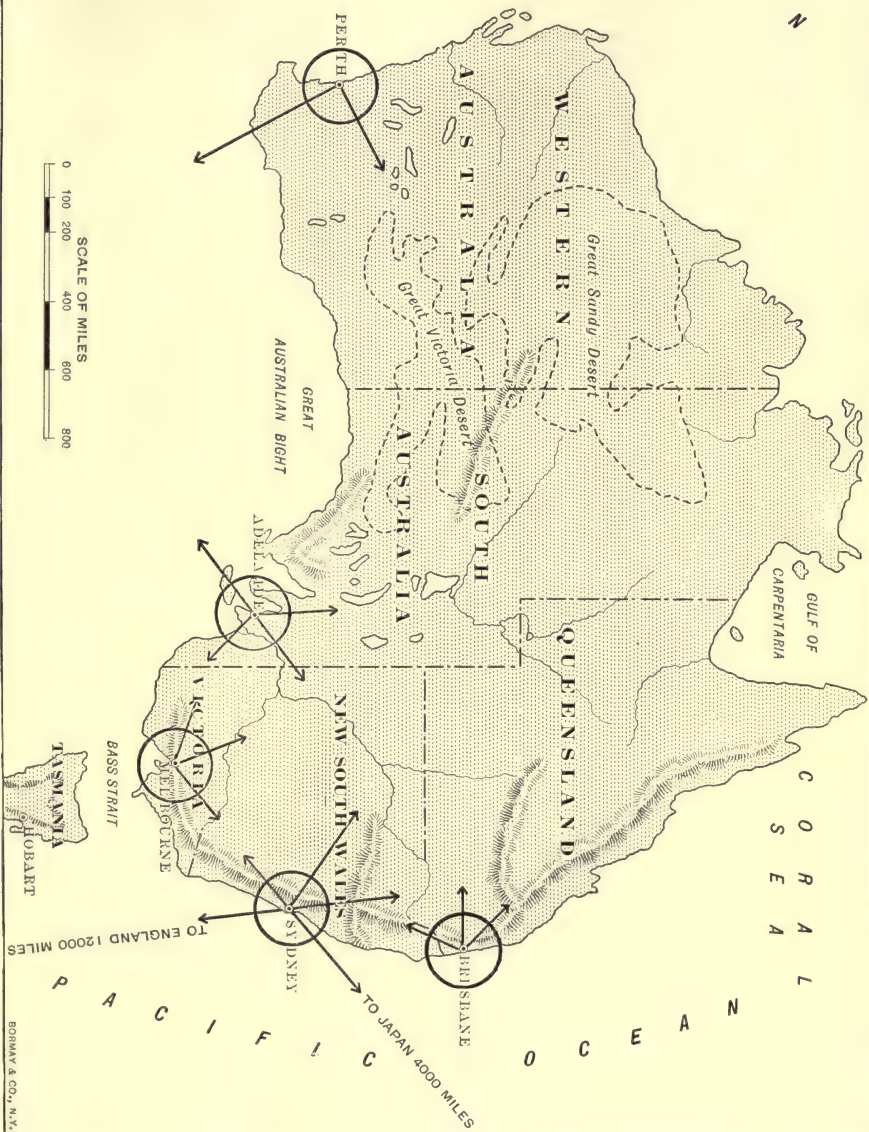 N
PERTH
WESTERN
AUSTRALIA
Great Sandy Desert
Great Victoria Desert
SOUTH
AUSTRALIA
GREAT
AUSTRALIAN BIGHT
ADELAIDE
GULF OF
CARPENTARIA
QUEENSLAND
NEW SOUTH WALES
VICTORIA
MELBOURNE
BASS STRAIT
TASMANIA
HOBART
SYDNEY
BRISBANE
TO ENGLAND 12000 MILES
TO JAPAN 4000 MILES
CORAL
SEA
PACIFIC OCEAN
SCALE OF MILES
0 100 200 400 600 800
BORMAY & CO., N.Y.